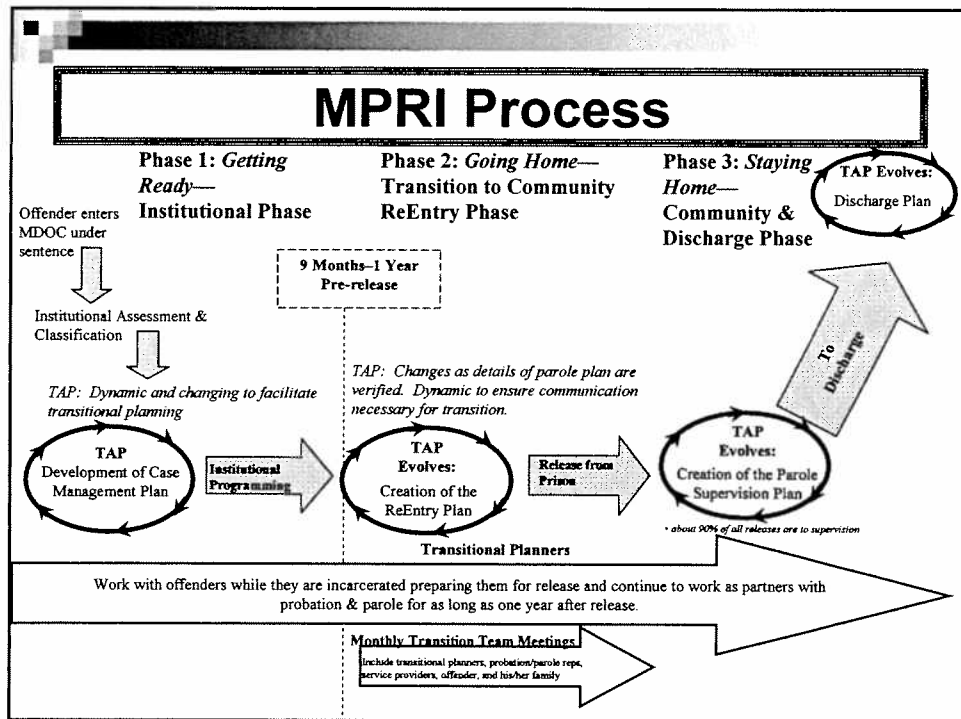 MPRI Process
Phase 1: Getting
Ready—
Institutional Phase
Phase 2: Going Home—
Transition to Community
ReEntry Phase
Phase 3: Staying
Home—
Community &
Discharge Phase
TAP Evolves:
Discharge Plan
Offender enters
MDOC under
sentence
9 Months–1 Year
Pre-release
Institutional Assessment &
Classification
To
Discharge
TAP: Dynamic and changing to facilitate
transitional planning
TAP: Changes as details of parole plan are
verified. Dynamic to ensure communication
necessary for transition.
TAP
Development of Case
Management Plan
Institutional
Programming
TAP
Evolves:
Creation of the
ReEntry Plan
Release from
Prison
TAP
Evolves:
Creation of the Parole
Supervision Plan
• about 90% of all releases are to supervision
Transitional Planners
Work with offenders while they are incarcerated preparing them for release and continue to work as partners with
probation & parole for as long as one year after release.
Monthly Transition Team Meetings
Include transitional planners, probation/parole reps,
service providers, offender, and his/her family